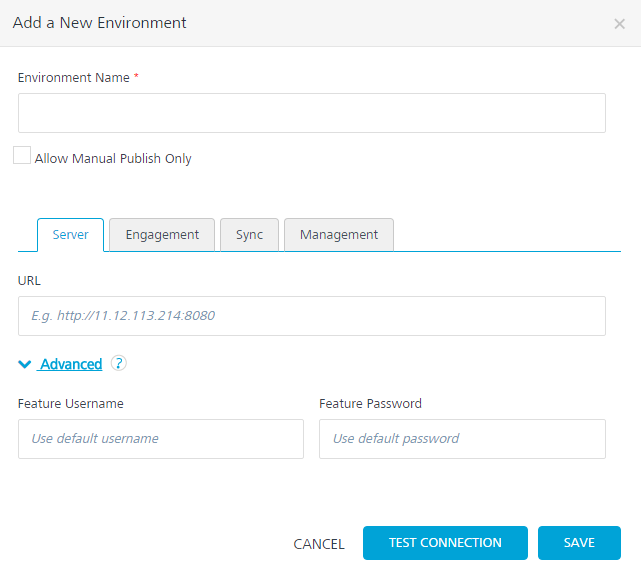 Add a New Environment
Environment Name *
Allow Manual Publish Only
Server Engagement Sync Management
URL
E.g. http://11.12.113.214:8080
Advanced ?
Feature Username Feature Password
Use default username Use default password
CANCEL TEST CONNECTION SAVE